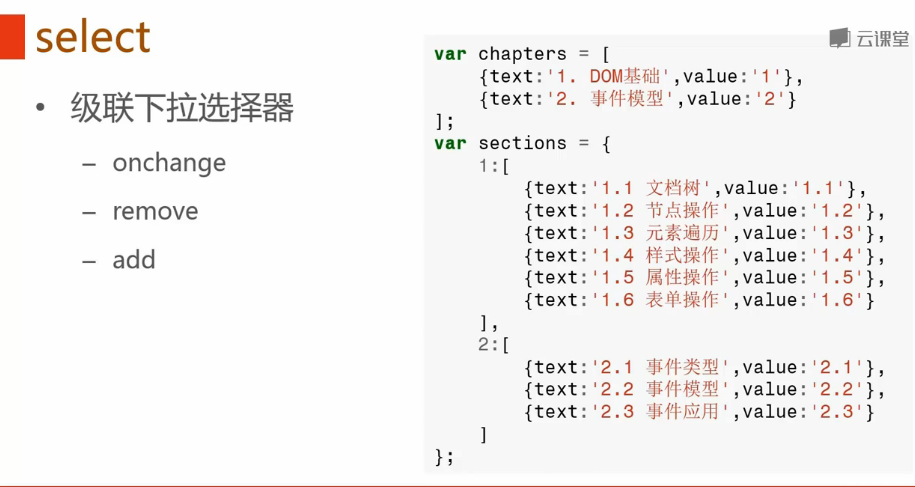 select
云课堂
• 级联下拉选择器
– onchange
– remove
– add
var chapters = [
    {text:'1. DOM基础',value:'1'},
    {text:'2. 事件模型',value:'2'}
];
var sections = {
    1:[
        {text:'1.1 文档树',value:'1.1'},
        {text:'1.2 节点操作',value:'1.2'},
        {text:'1.3 元素遍历',value:'1.3'},
        {text:'1.4 样式操作',value:'1.4'},
        {text:'1.5 属性操作',value:'1.5'},
        {text:'1.6 表单操作',value:'1.6'}
    ],
    2:[
        {text:'2.1 事件类型',value:'2.1'},
        {text:'2.2 事件模型',value:'2.2'},
        {text:'2.3 事件应用',value:'2.3'}
    ]
};